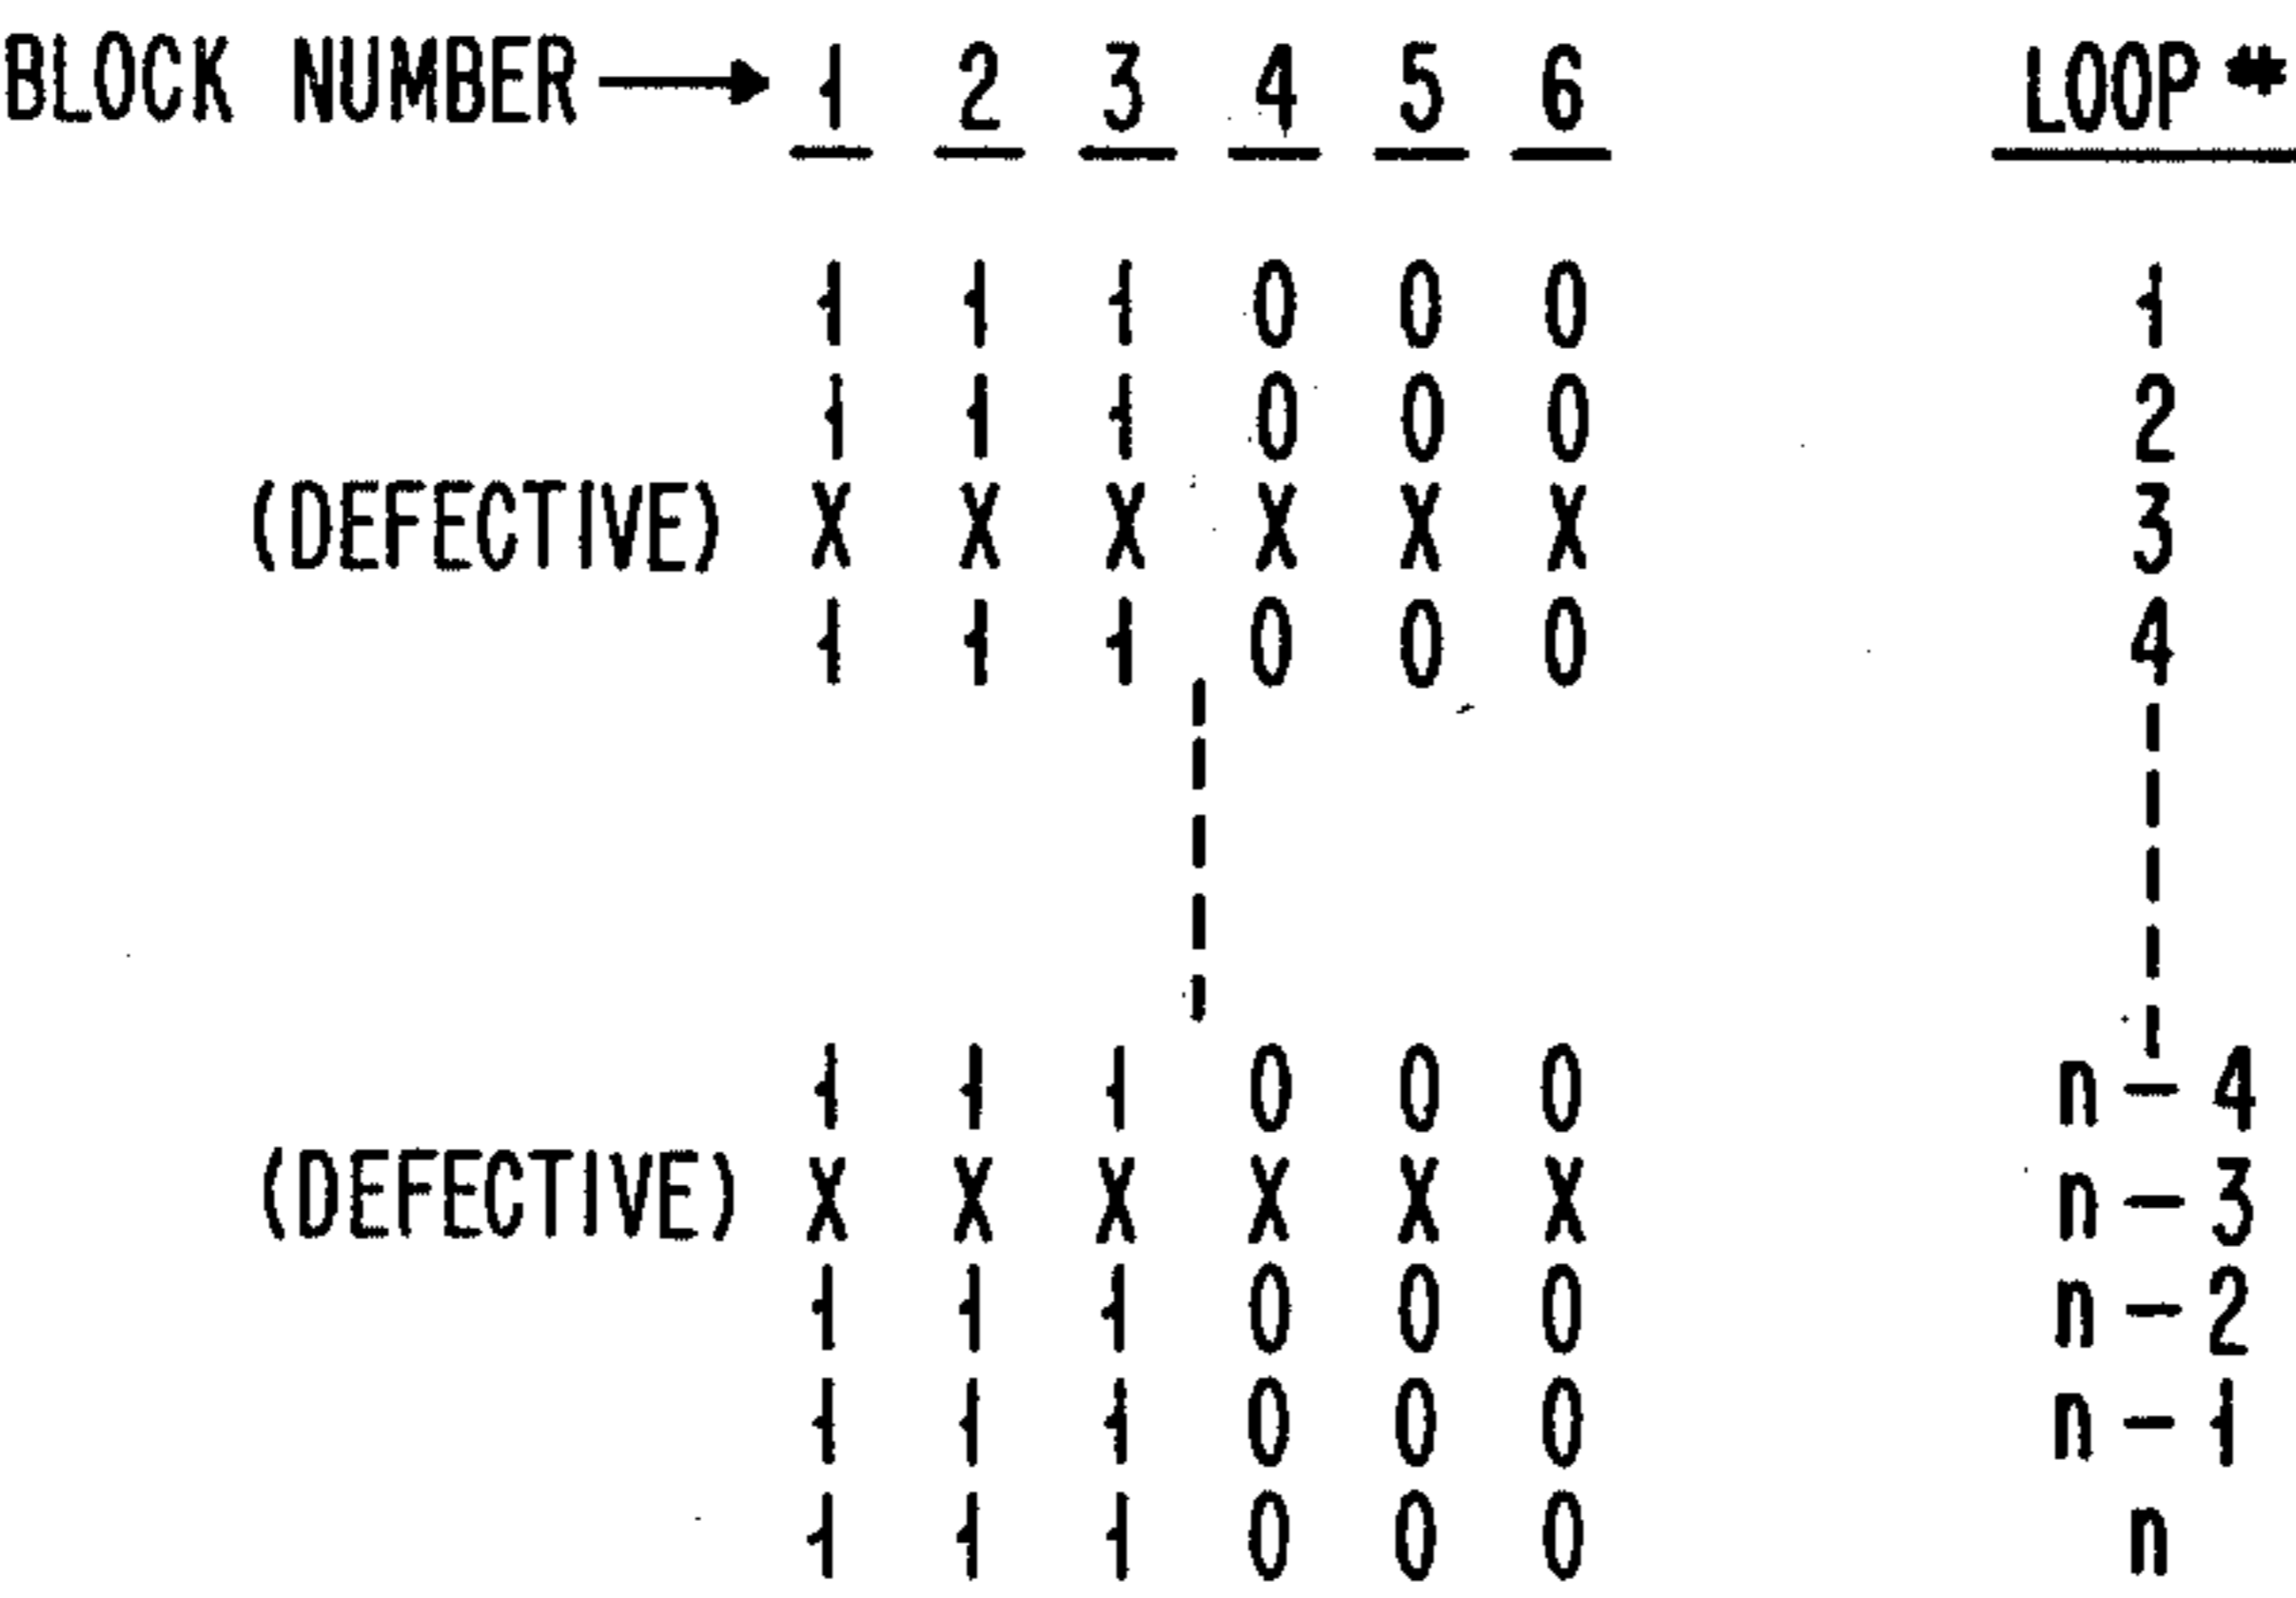 BLOCK NUMBER → 1 2 3 4 5 6 LOOP #
1 1 1 0 0 0 1
1 1 1 0 0 0 2
(DEFECTIVE) X X X X X X 3
1 1 1 0 0 0 4
1 1 1 0 0 0 n-4
(DEFECTIVE) X X X X X X n-3
1 1 1 0 0 0 n-2
1 1 1 0 0 0 n-1
1 1 1 0 0 0 n